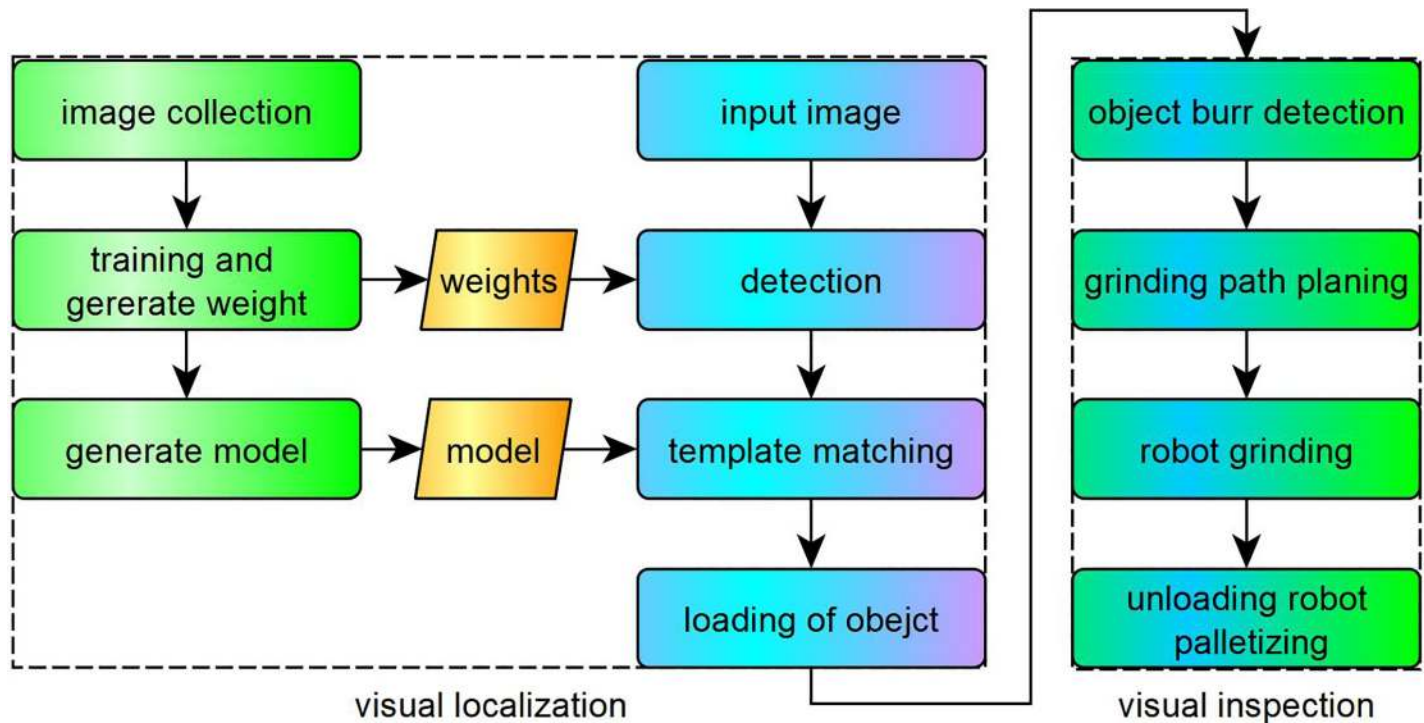 image collection
training and
gererate weight
generate model
weights
model
input image
detection
template matching
loading of obejct
visual localization
object burr detection
grinding path planing
robot grinding
unloading robot
palletizing
visual inspection